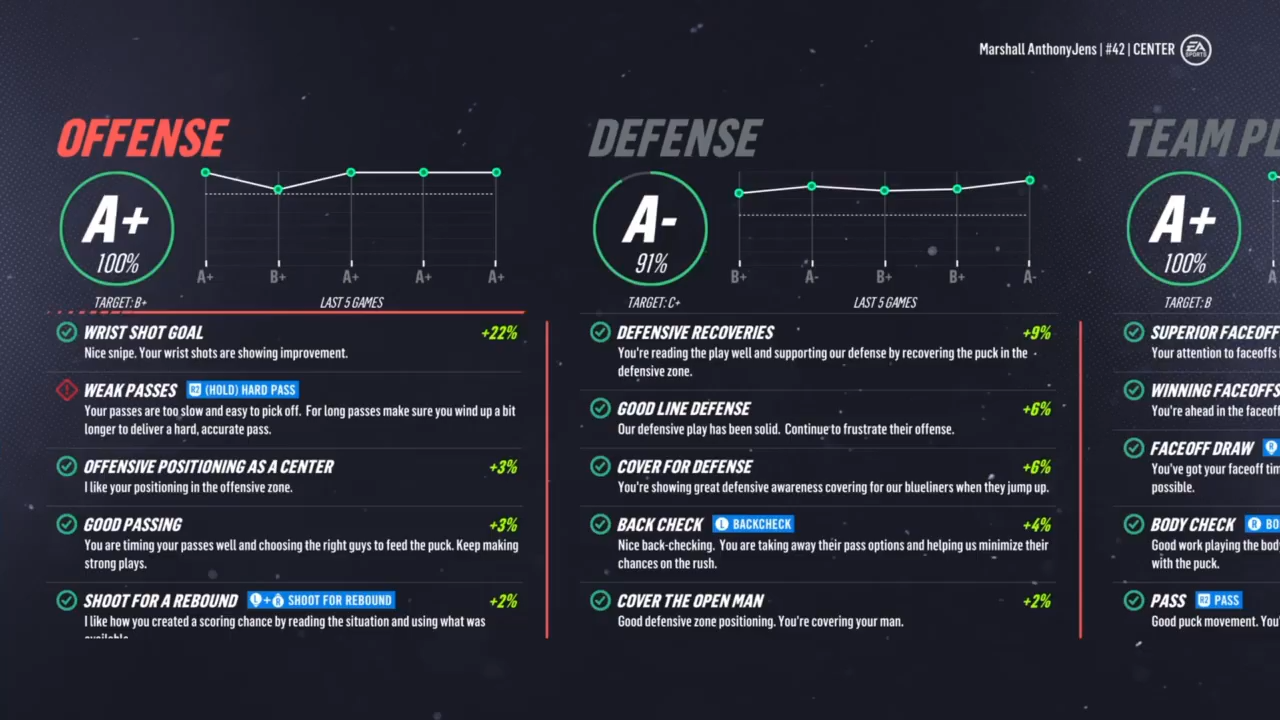 Marshall AnthonyJens | #42 | CENTER
EA SPORTS
OFFENSE
A+
100%
TARGET: B+
A+ B+ A+ A+ A+
LAST 5 GAMES
WRIST SHOT GOAL +22%
Nice snipe. Your wrist shots are showing improvement.
WEAK PASSES R2 (HOLD) HARD PASS
Your passes are too slow and easy to pick off. For long passes make sure you wind up a bit
longer to deliver a hard, accurate pass.
OFFENSIVE POSITIONING AS A CENTER +3%
I like your positioning in the offensive zone.
GOOD PASSING +3%
You are timing your passes well and choosing the right guys to feed the puck. Keep making
strong plays.
SHOOT FOR A REBOUND L + R SHOOT FOR REBOUND +2%
I like how you created a scoring chance by reading the situation and using what was
available.
DEFENSE
A-
91%
TARGET: C+
B+ A- B+ B+ A-
LAST 5 GAMES
DEFENSIVE RECOVERIES +9%
You're reading the play well and supporting our defense by recovering the puck in the
defensive zone.
GOOD LINE DEFENSE +6%
Our defensive play has been solid. Continue to frustrate their offense.
COVER FOR DEFENSE +6%
You're showing great defensive awareness covering for our blueliners when they jump up.
BACK CHECK L BACKCHECK +4%
Nice back-checking. You are taking away their pass options and helping us minimize their
chances on the rush.
COVER THE OPEN MAN +2%
Good defensive zone positioning. You're covering your man.
TEAM PL
A+
100%
TARGET: B
A
SUPERIOR FACEOFF
Your attention to faceoffs
WINNING FACEOFFS
You're ahead in the faceoff
FACEOFF DRAW R
You've got your faceoff tim
possible.
BODY CHECK R BO
Good work playing the bod
with the puck.
PASS R2 PASS
Good puck movement. You'